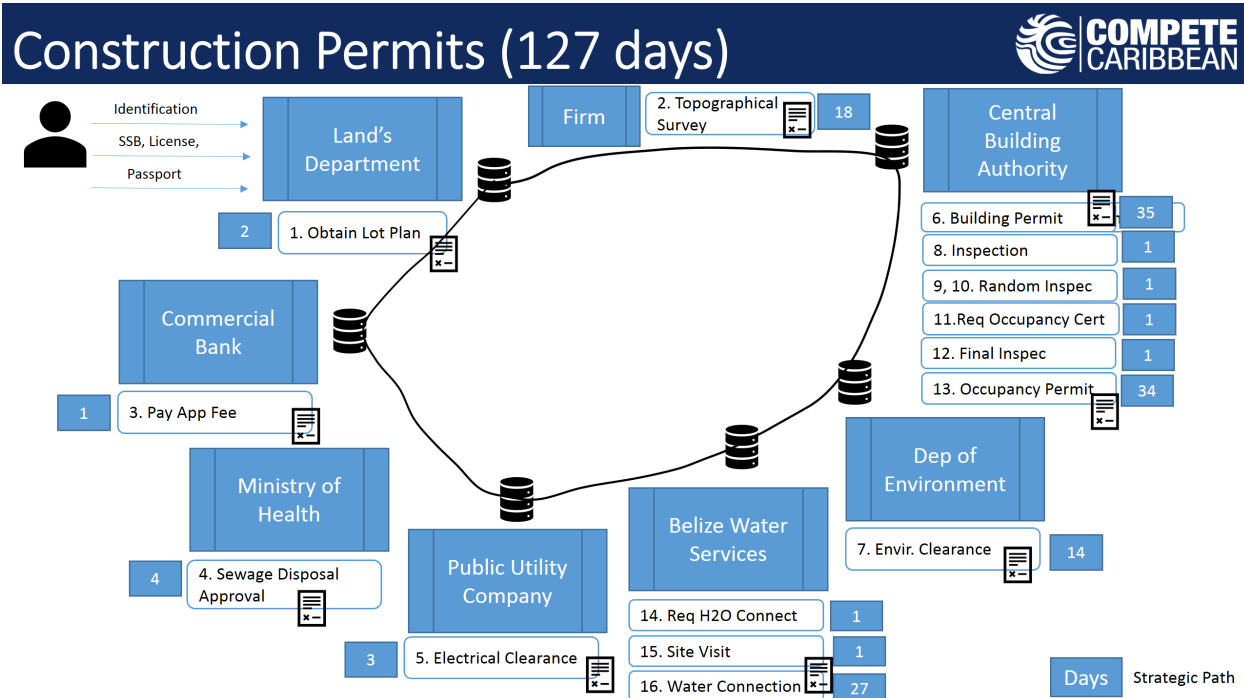 Construction Permits (127 days)
COMPETE
CARIBBEAN
Identification
SSB, License,
Passport
Land's
Department
2
1. Obtain Lot Plan
Firm
2. Topographical
Survey
18
Central
Building
Authority
6. Building Permit
35
8. Inspection
1
9, 10. Random Inspec
1
11.Req Occupancy Cert
1
12. Final Inspec
1
13. Occupancy Permit
34
Commercial
Bank
1
3. Pay App Fee
Ministry of
Health
4
4. Sewage Disposal
Approval
Public Utility
Company
3
5. Electrical Clearance
Belize Water
Services
14. Req H2O Connect
1
15. Site Visit
1
16. Water Connection
27
Dep of
Environment
7. Envir. Clearance
14
Days
Strategic Path